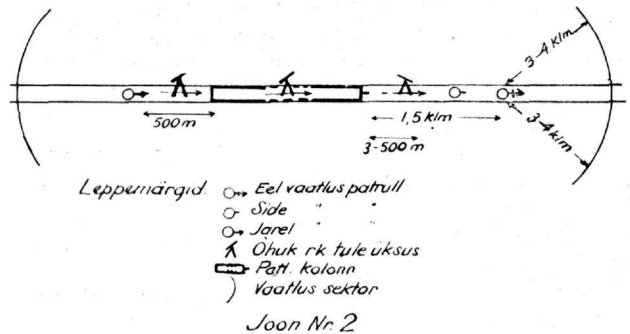 3-4 klm
500 m
1,5 klm
3-500 m
3-4 klm
Leppemärgid. Eel vaatlus patrull
Side " "
Järel " "
Õhuk rk tule üksus
Patl. kolonn
Vaatlus sektor
Joon Nr. 2